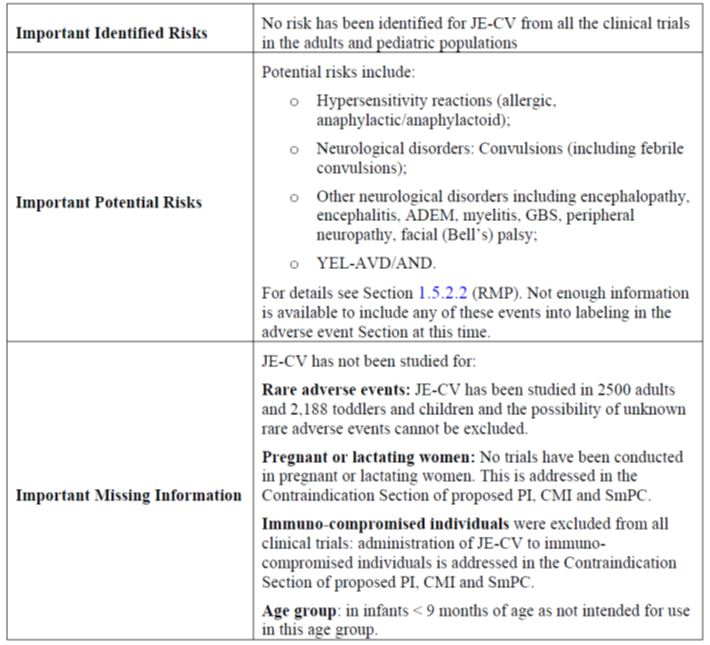 Important Identified Risks
No risk has been identified for JE-CV from all the clinical trials
in the adults and pediatric populations
Important Potential Risks
Potential risks include:
o Hypersensitivity reactions (allergic,
anaphylactic/anaphylactoid);
o Neurological disorders: Convulsions (including febrile
convulsions);
o Other neurological disorders including encephalopathy,
encephalitis, ADEM, myelitis, GBS, peripheral
neuropathy, facial (Bell's) palsy;
o YEL-AVD/AND.
For details see Section 1.5.2.2 (RMP). Not enough information
is available to include any of these events into labeling in the
adverse event Section at this time.
Important Missing Information
JE-CV has not been studied for:
Rare adverse events: JE-CV has been studied in 2500 adults
and 2,188 toddlers and children and the possibility of unknown
rare adverse events cannot be excluded.
Pregnant or lactating women: No trials have been conducted
in pregnant or lactating women. This is addressed in the
Contraindication Section of proposed PI, CMI and SmPC.
Immuno-compromised individuals were excluded from all
clinical trials: administration of JE-CV to immuno-
compromised individuals is addressed in the Contraindication
Section of proposed PI, CMI and SmPC.
Age group: in infants < 9 months of age as not intended for use
in this age group.